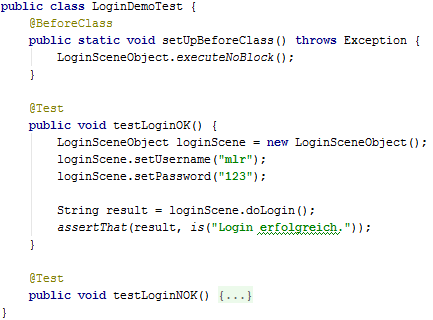 public class LoginDemoTest {
    @BeforeClass
    public static void setUpBeforeClass() throws Exception {
        LoginSceneObject.executeNoBlock();
    }

    @Test
    public void testLoginOK() {
        LoginSceneObject loginScene = new LoginSceneObject();
        loginScene.setUsername("mlr");
        loginScene.setPassword("123");

        String result = loginScene.doLogin();
        assertThat(result, is("Login erfolgreich."));
    }

    @Test
    public void testLoginNOK() {...}
}